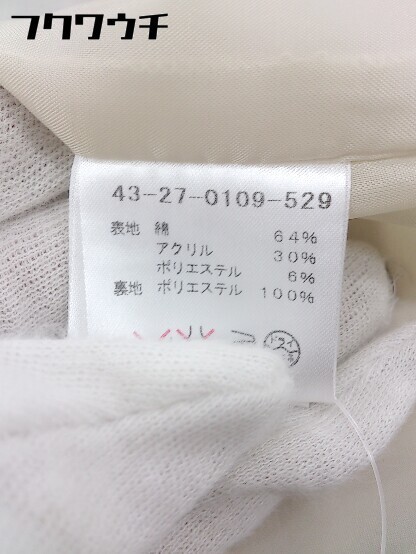 フクワウチ
43-27-0109-529
表地 綿 64%
アクリル 30%
ポリエステル 6%
裏地 ポリエステル 100%